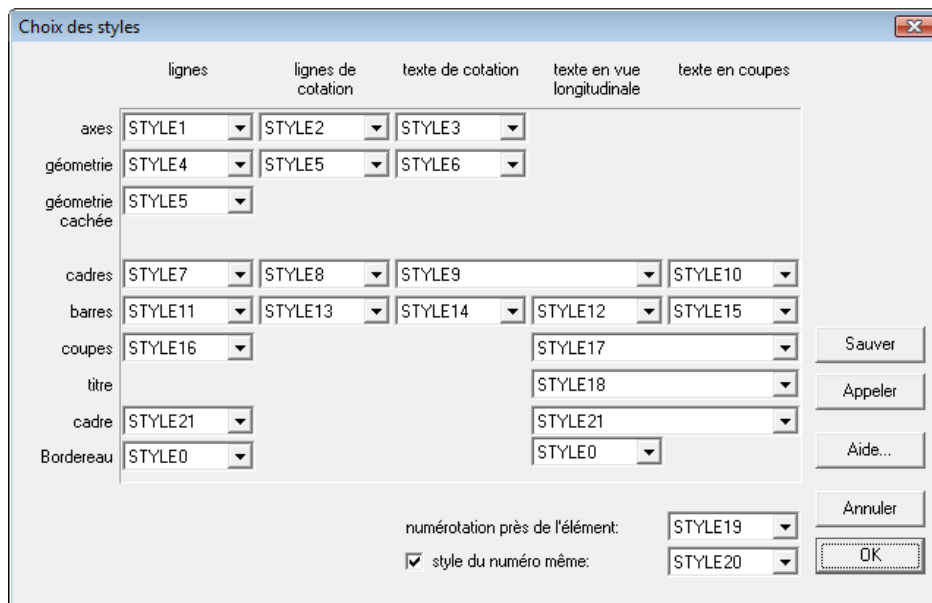 Choix des styles
lignes lignes de cotation texte de cotation texte en vue longitudinale texte en coupes
axes STYLE1 STYLE2 STYLE3
géometrie STYLE4 STYLE5 STYLE6
géometrie cachée STYLE5
cadres STYLE7 STYLE8 STYLE9 STYLE10
barres STYLE11 STYLE13 STYLE14 STYLE12 STYLE15
coupes STYLE16 STYLE17
Sauver
titre STYLE18
Appeler
cadre STYLE21 STYLE21
Bordereau STYLE0 STYLE0
Aide...
Annuler
numérotation près de l'élément: STYLE19
style du numéro même: STYLE20
OK